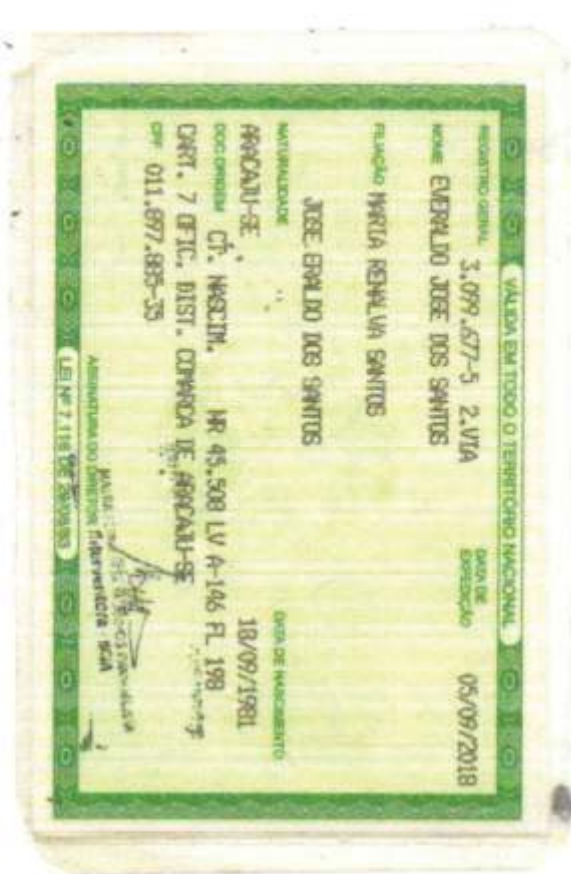 VÁLIDA EM TODO O TERRITÓRIO NACIONAL
REGISTRO GERAL 3.099.677-5 2.VIA DATA DE EXPEDIÇÃO 05/09/2018
NOME EVERALDO JOSE DOS SANTOS
FILIAÇÃO MARIA RENALVA SANTOS
JOSE ERALDO DOS SANTOS
NATURALIDADE DATA DE NASCIMENTO
ARACAJU-SE 18/09/1981
DOC ORIGEM CT. NASCIM. NR 45.508 LV A-146 FL 198
CART. 7 OFIC. DIST. COMARCA DE ARACAJU-SE
CPF 011.897.885-35
ASSINATURA DO DIRETOR
LEI Nº 7.116 DE 29/08/83